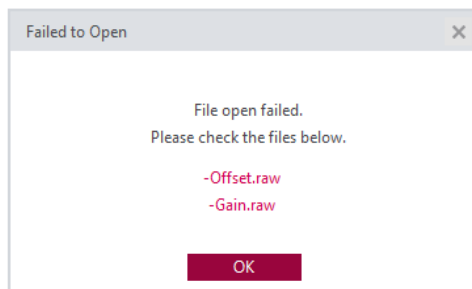 Failed to Open
File open failed.
Please check the files below.
-Offset.raw
-Gain.raw
OK